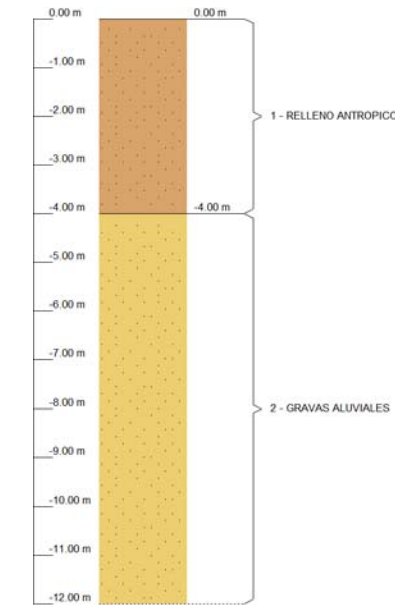 0.00 m
0.00 m
-1.00 m
-2.00 m
1 - RELLENO ANTROPICO
-3.00 m
-4.00 m
-4.00 m
-5.00 m
-6.00 m
-7.00 m
-8.00 m
2 - GRAVAS ALUVIALES
-9.00 m
-10.00 m
-11.00 m
-12.00 m